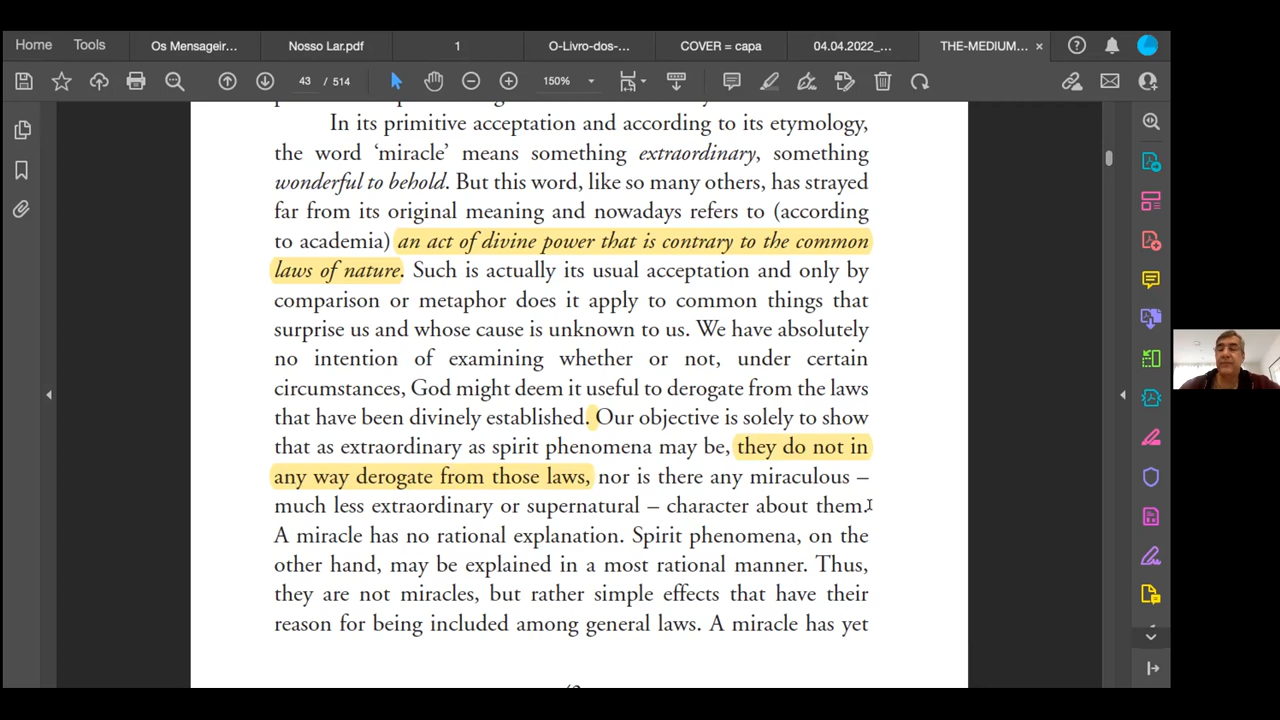 Home Tools Os Mensageir... Nosso Lar.pdf 1 O-Livro-dos-... COVER = capa 04.04.2022_... THE-MEDIUM... ×
43 / 514 150%
In its primitive acceptation and according to its etymology,
the word ‘miracle’ means something extraordinary, something
wonderful to behold. But this word, like so many others, has strayed
far from its original meaning and nowadays refers to (according
to academia) an act of divine power that is contrary to the common
laws of nature. Such is actually its usual acceptation and only by
comparison or metaphor does it apply to common things that
surprise us and whose cause is unknown to us. We have absolutely
no intention of examining whether or not, under certain
circumstances, God might deem it useful to derogate from the laws
that have been divinely established. Our objective is solely to show
that as extraordinary as spirit phenomena may be, they do not in
any way derogate from those laws, nor is there any miraculous –
much less extraordinary or supernatural – character about them.
A miracle has no rational explanation. Spirit phenomena, on the
other hand, may be explained in a most rational manner. Thus,
they are not miracles, but rather simple effects that have their
reason for being included among general laws. A miracle has yet